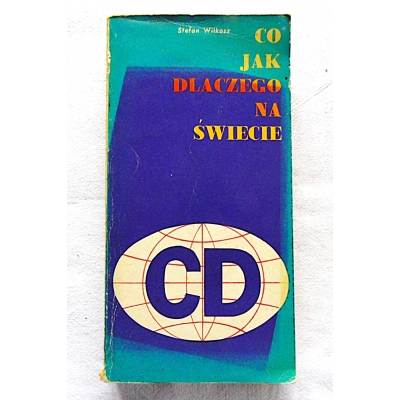 Stefan Wilkosz
CO
JAK
DLACZEGO
NA
ŚWIECIE
CD